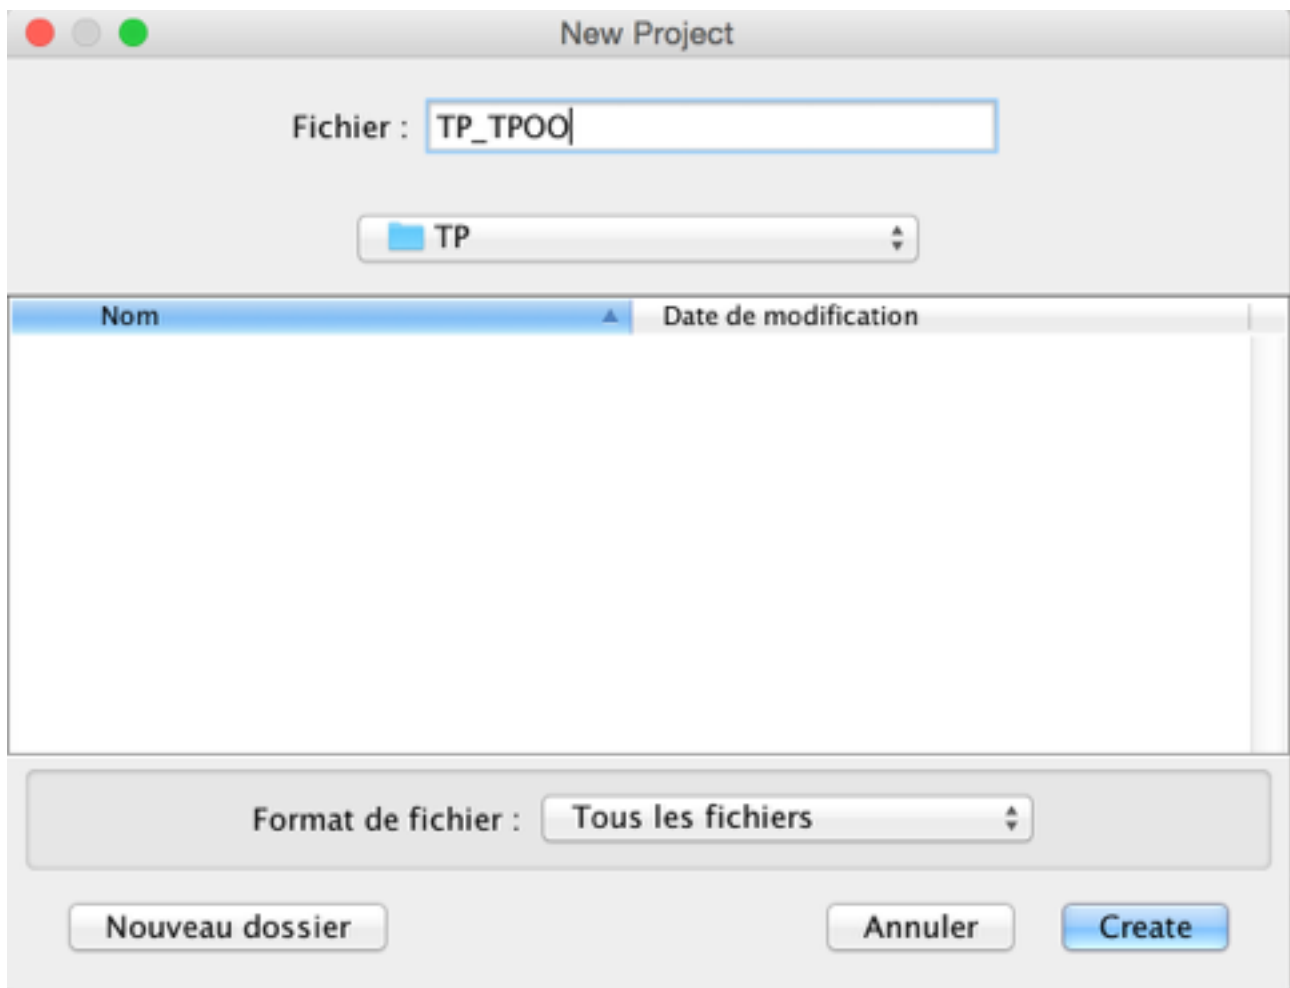 New Project
Fichier : TP_TPOO
TP
Nom Date de modification
Format de fichier : Tous les fichiers
Nouveau dossier Annuler Create